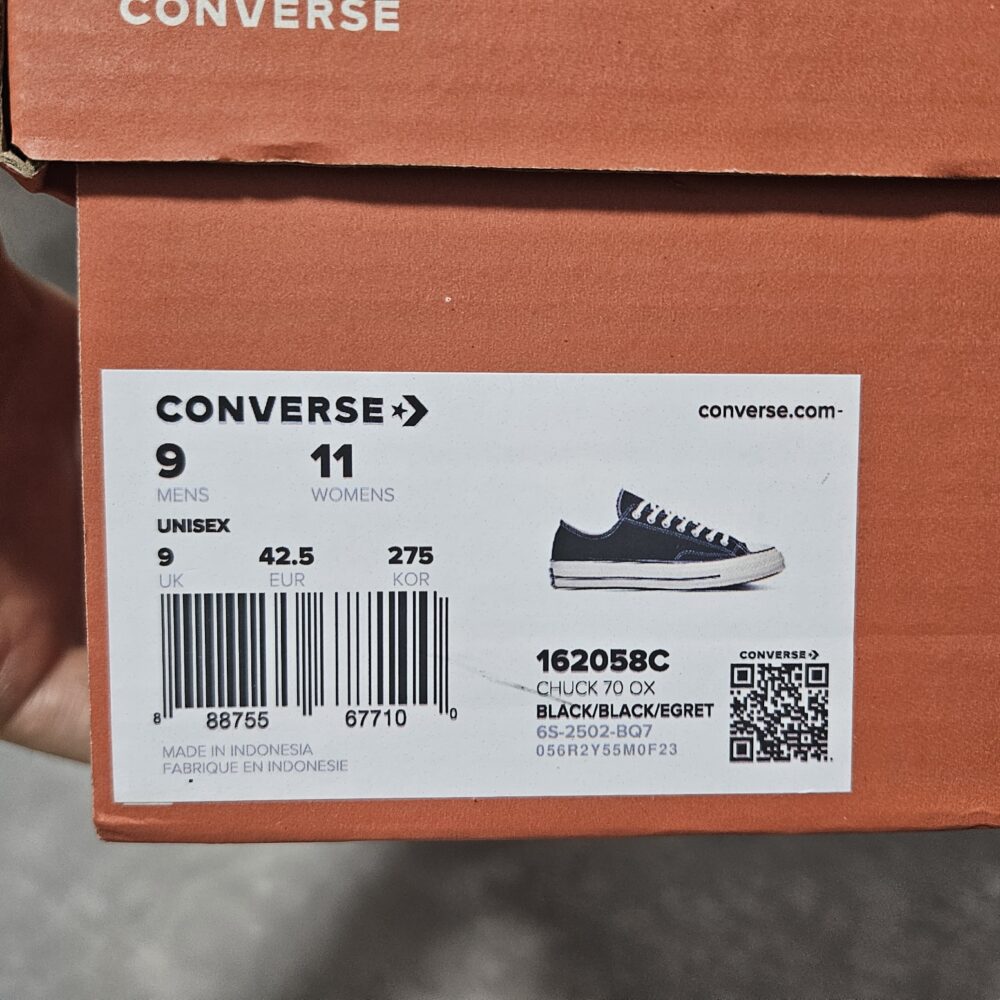 CONVERSE
CONVERSE
converse.com-
9 11
MENS WOMENS
UNISEX
9 42.5 275
UK EUR KOR
8 88755 67710 0
MADE IN INDONESIA
FABRIQUE EN INDONESIE
162058C
CHUCK 70 OX
BLACK/BLACK/EGRET
6S-2502-BQ7
056R2Y55M0F23
CONVERSE